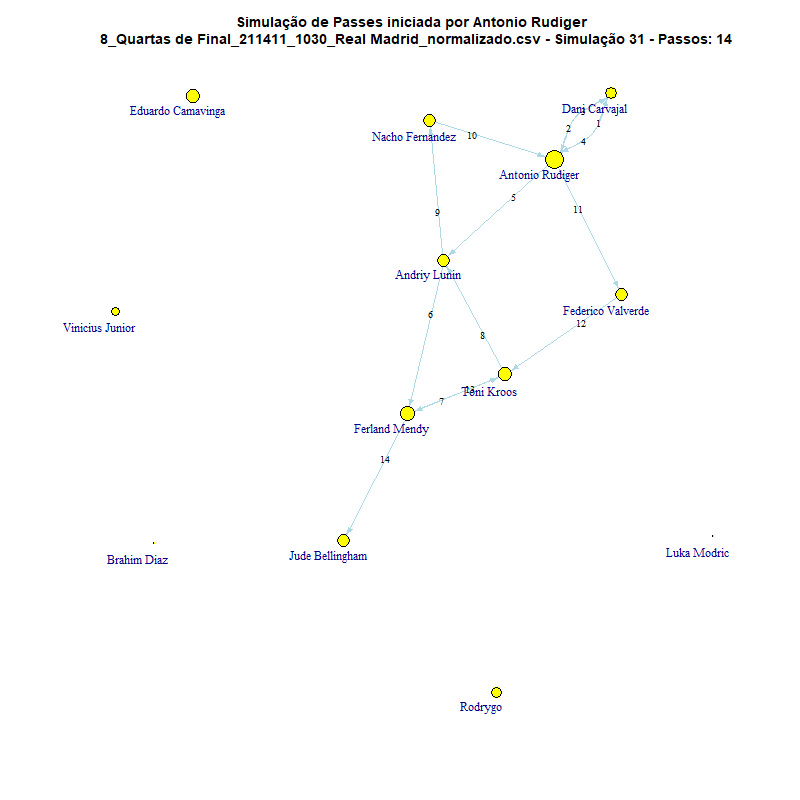 Simulação de Passes iniciada por Antonio Rudiger
8_Quartas de Final_211411_1030_Real Madrid_normalizado.csv - Simulação 31 - Passos: 14
Eduardo Camavinga
Dani Carvajal
3
1
2
Nacho Fernandez
10
4
Antonio Rudiger
5
11
9
Andriy Lunin
Federico Valverde
6
12
Vinicius Junior
8
13
Toni Kroos
7
Ferland Mendy
14
Jude Bellingham
Brahim Diaz
Luka Modric
Rodrygo